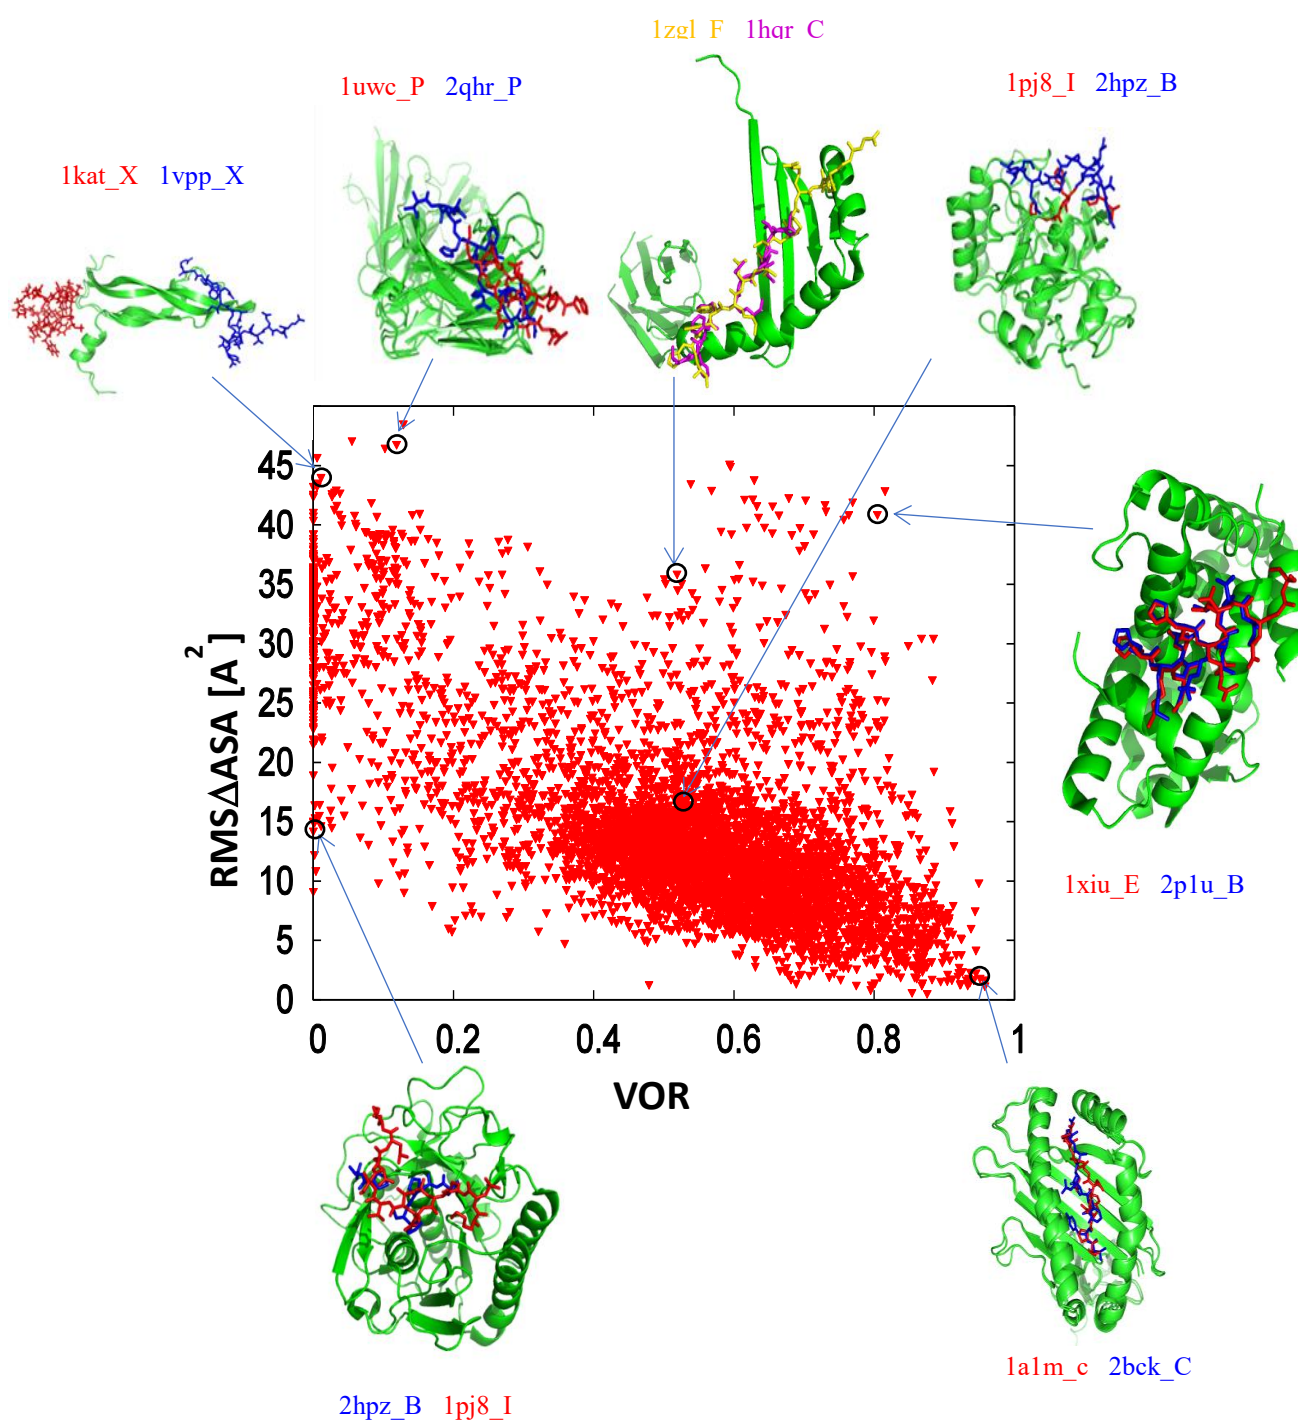 1zgl_F 1hqr_C
1uwc_P 2qhr_P
1pj8_I 2hpz_B
1kat_X 1vpp_X
45
40
35
30
25
20
15
10
5
0
RMSΔASA [A²]
0 0.2 0.4 0.6 0.8 1
VOR
1xiu_E 2p1u_B
1a1m_c 2bck_C
2hpz_B 1pj8_I